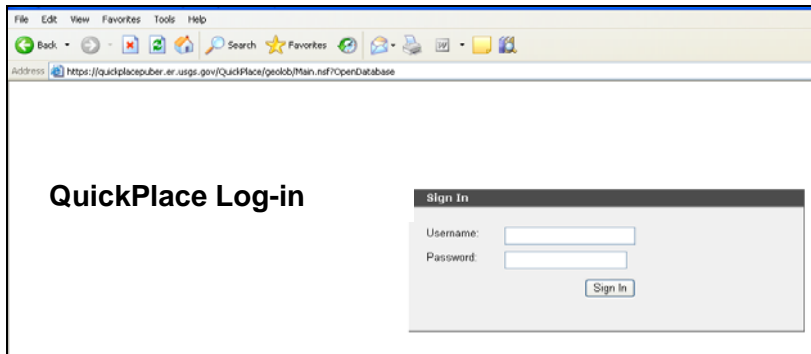 File Edit View Favorites Tools Help
Back Search Favorites
Address https://quickplacepuber.er.usgs.gov/QuickPlace/geolob/Main.nsf?OpenDatabase
QuickPlace Log-in
Sign In
Username:
Password:
Sign In